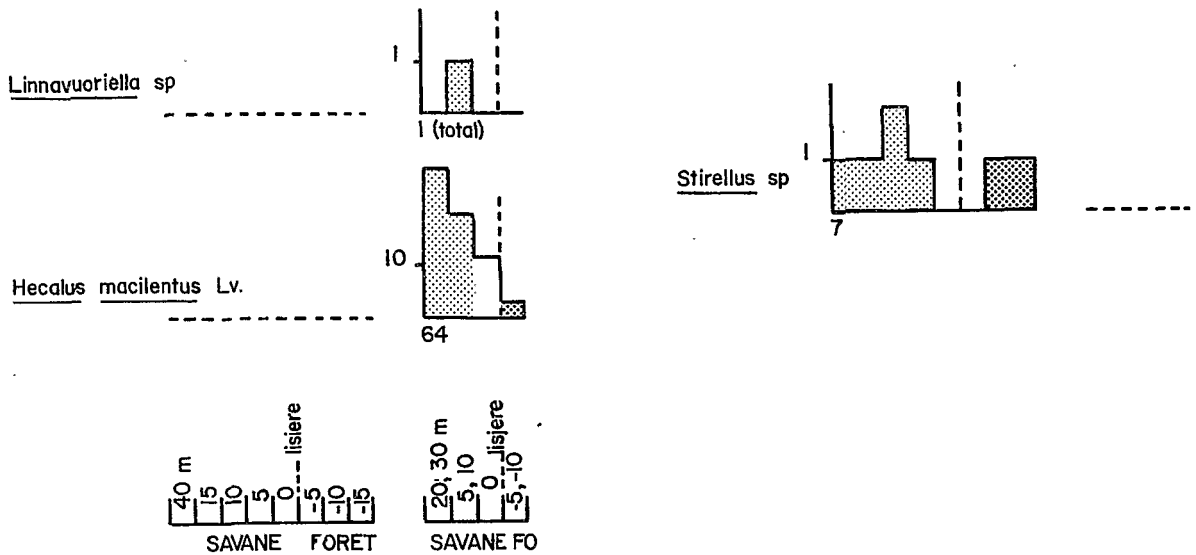 1
Linnavuoriella sp
1 (total)
1
Stirellus sp
7
10
Hecalus macilentus Lv.
64
40 m
15
10
5
0
lisiere
-5
-10
-15
SAVANE FORET
20; 30 m
5, 10
0
lisjere
-5, -10
SAVANE FO